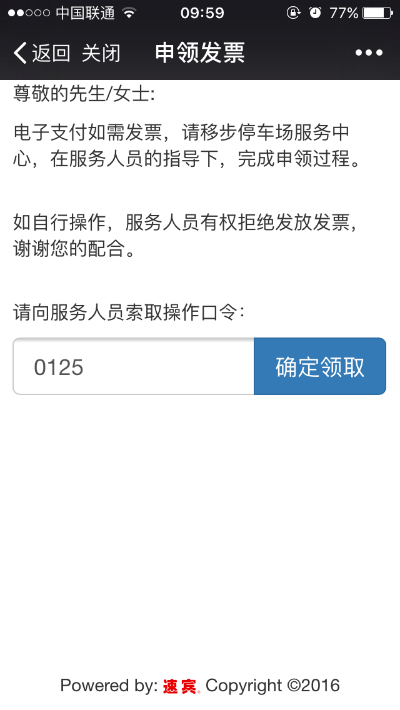 中国联通 09:59 77%
返回 关闭 申领发票
尊敬的先生/女士:
电子支付如需发票，请移步停车场服务中
心，在服务人员的指导下，完成申领过程。
如自行操作，服务人员有权拒绝发放发票，
谢谢您的配合。
请向服务人员索取操作口令：
0125 确定领取
Powered by: 速宾 Copyright ©2016